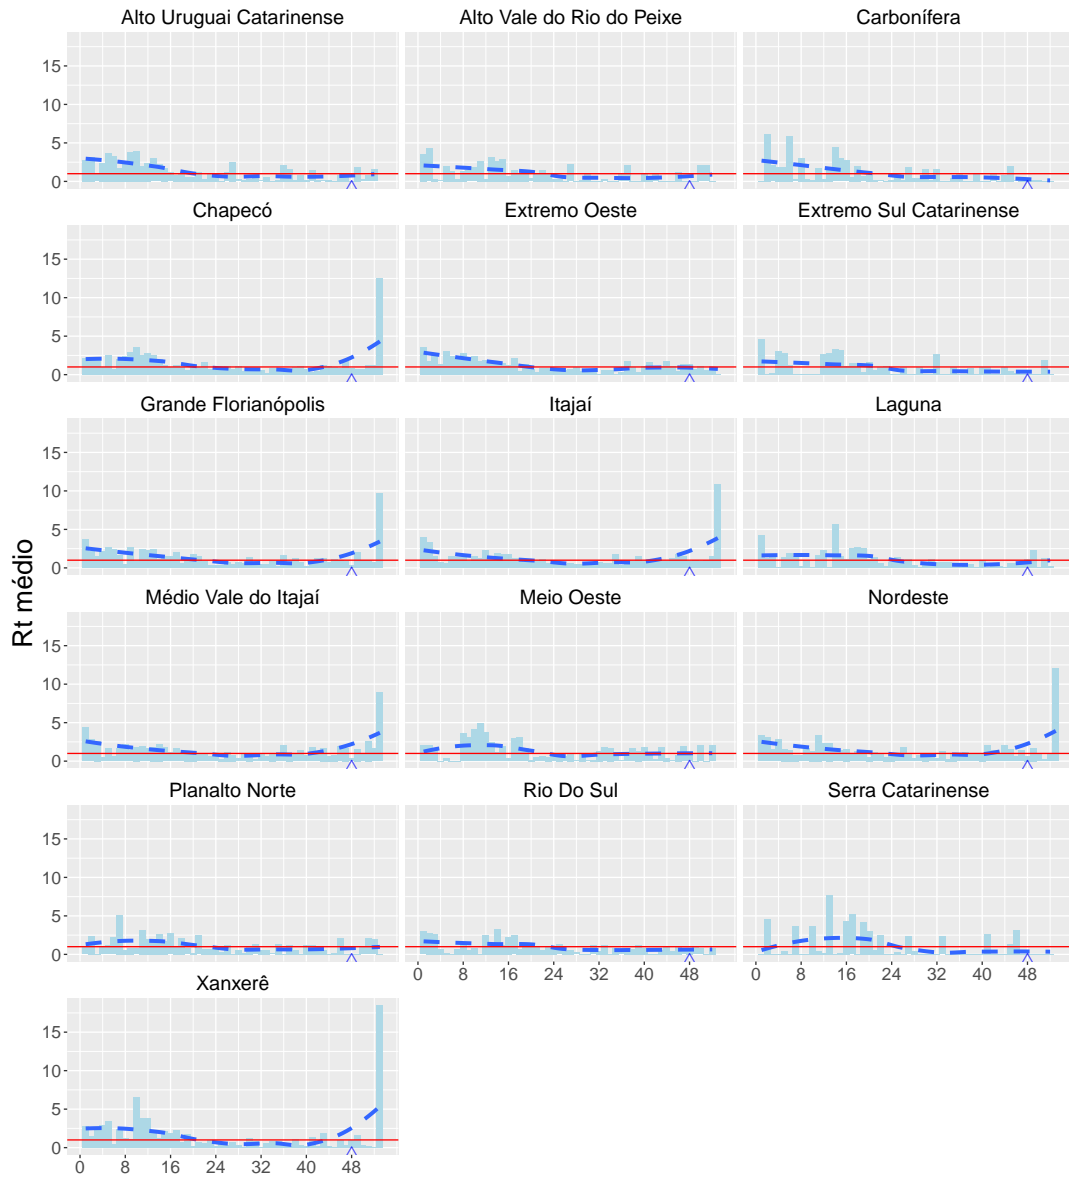 Alto Uruguai Catarinense Alto Vale do Rio do Peixe Carbonífera
15
10
5
0
Chapecó Extremo Oeste Extremo Sul Catarinense
15
10
5
0
Grande Florianópolis Itajaí Laguna
15
10
5
0
Rt médio
Médio Vale do Itajaí Meio Oeste Nordeste
15
10
5
0
Planalto Norte Rio Do Sul Serra Catarinense
15
10
5
0
0 8 16 24 32 40 48 0 8 16 24 32 40 48
Xanxerê
15
10
5
0
0 8 16 24 32 40 48